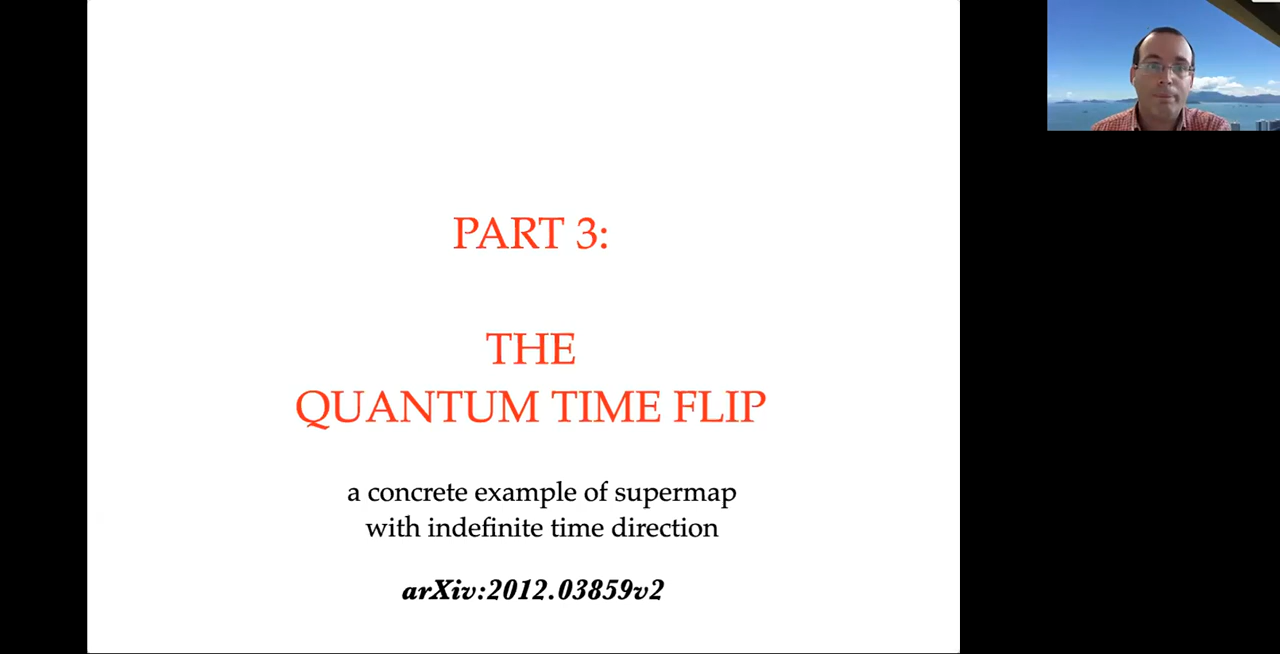 PART 3:
THE
QUANTUM TIME FLIP
a concrete example of supermap
with indefinite time direction
arXiv:2012.03859v2